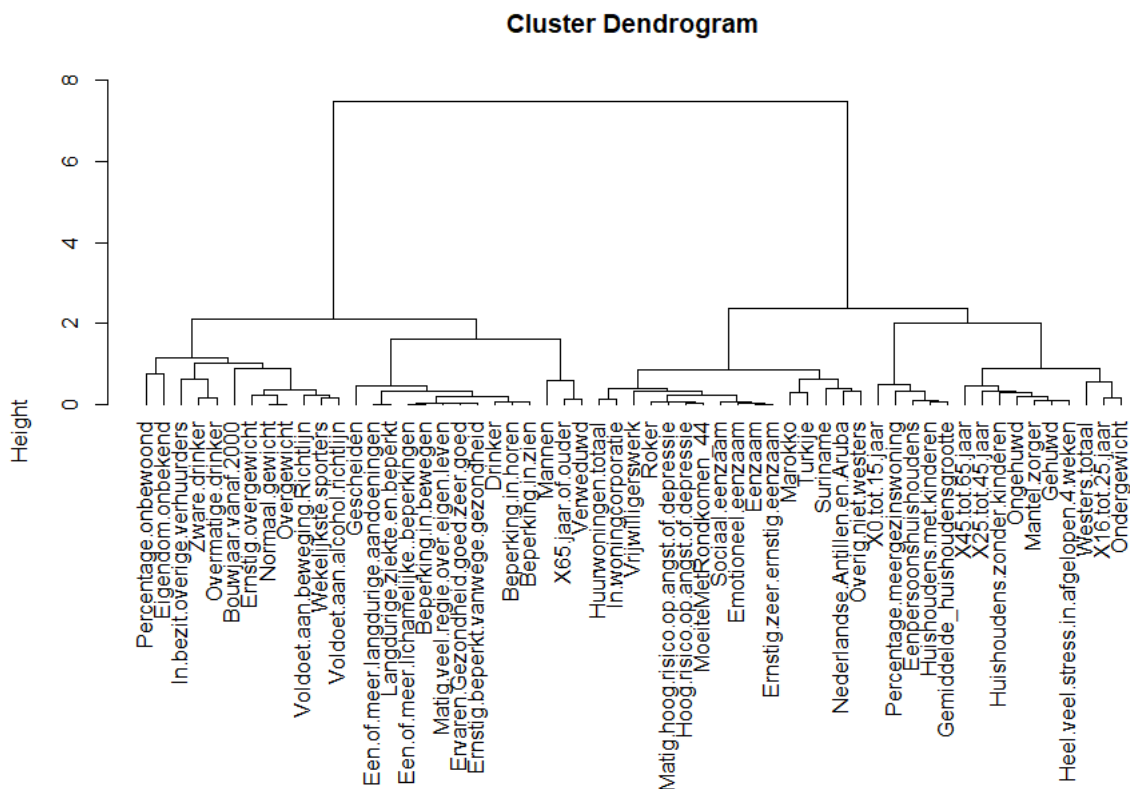 Cluster Dendrogram
Height
8
6
4
2
0
Percentage.onbewoond
Eigendom.onbekend
In.bezit.overige.verhuurders
Zware.drinker
Overmatige.drinker
Bouwjaar.vanaf.2000
Ernstig.overgewicht
Normaal.gewicht
Overgewicht
Voldoet.aan.beweging.Richtlijn
Wekelijkste.sporters
Voldoet.aan.alcohol.richtlijn
Gescheiden
Een.of.meer.langdurige.aandoeningen
Langdurige.ziekte.en.beperkt
Een.of.meer.lichamelijke..beperkingen
Beperking.in.bewegen
Matig.veel.regie.over.eigen.leven
Ervaren.Gezondheid.goed.zeer.goed
Ernstig.beperkt.vanwege.gezondheid
Drinker
Beperking.in.horen
Beperking.in.zien
Mannen
X65.jaar.of.ouder
Verweduwd
Huurwoningen.totaal
In.woningcorporatie
Vrijwilligerswerk
Roker
Matig.hoog.risico.op.angst.of.depressie
Hoog.risico.op.angst.of.depressie
MoeiteMetRondkomen_44
Sociaal.eenzaam
Emotioneel.eenzaam
Eenzaam
Ernstig.zeer.ernstig.eenzaam
Marokko
Turkije
Suriname
Nederlandse.Antillen.en.Aruba
Overig.niet.westers
X0.tot.15.jaar
Percentage.meergezinswoning
Eenpersoonshuishoudens
Huishoudens.met.kinderen
Gemiddelde_huishoudensgrootte
X45.tot.65.jaar
X25.tot.45.jaar
Huishoudens.zonder.kinderen
Ongehuwd
Mantel.zorger
Gehuwd
Heel.veel.stress.in.afgelopen.4.weken
Westers.totaal
X16.tot.25.jaar
Ondergewicht